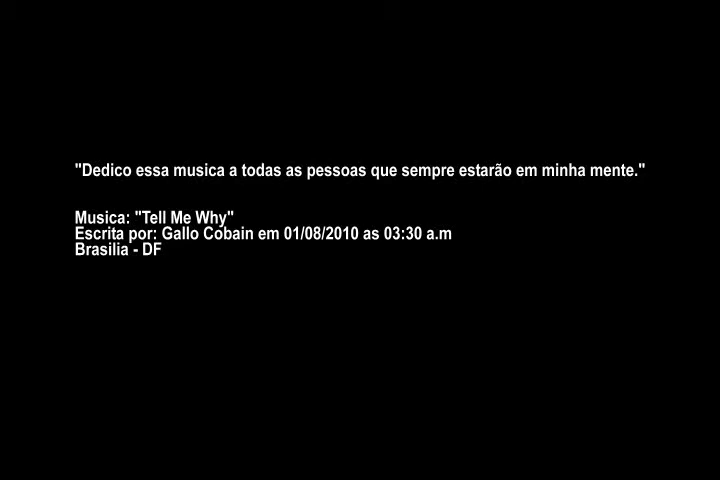 "Dedico essa musica a todas as pessoas que sempre estarão em minha mente."
Musica: "Tell Me Why"
Escrita por: Gallo Cobain em 01/08/2010 as 03:30 a.m
Brasilia - DF